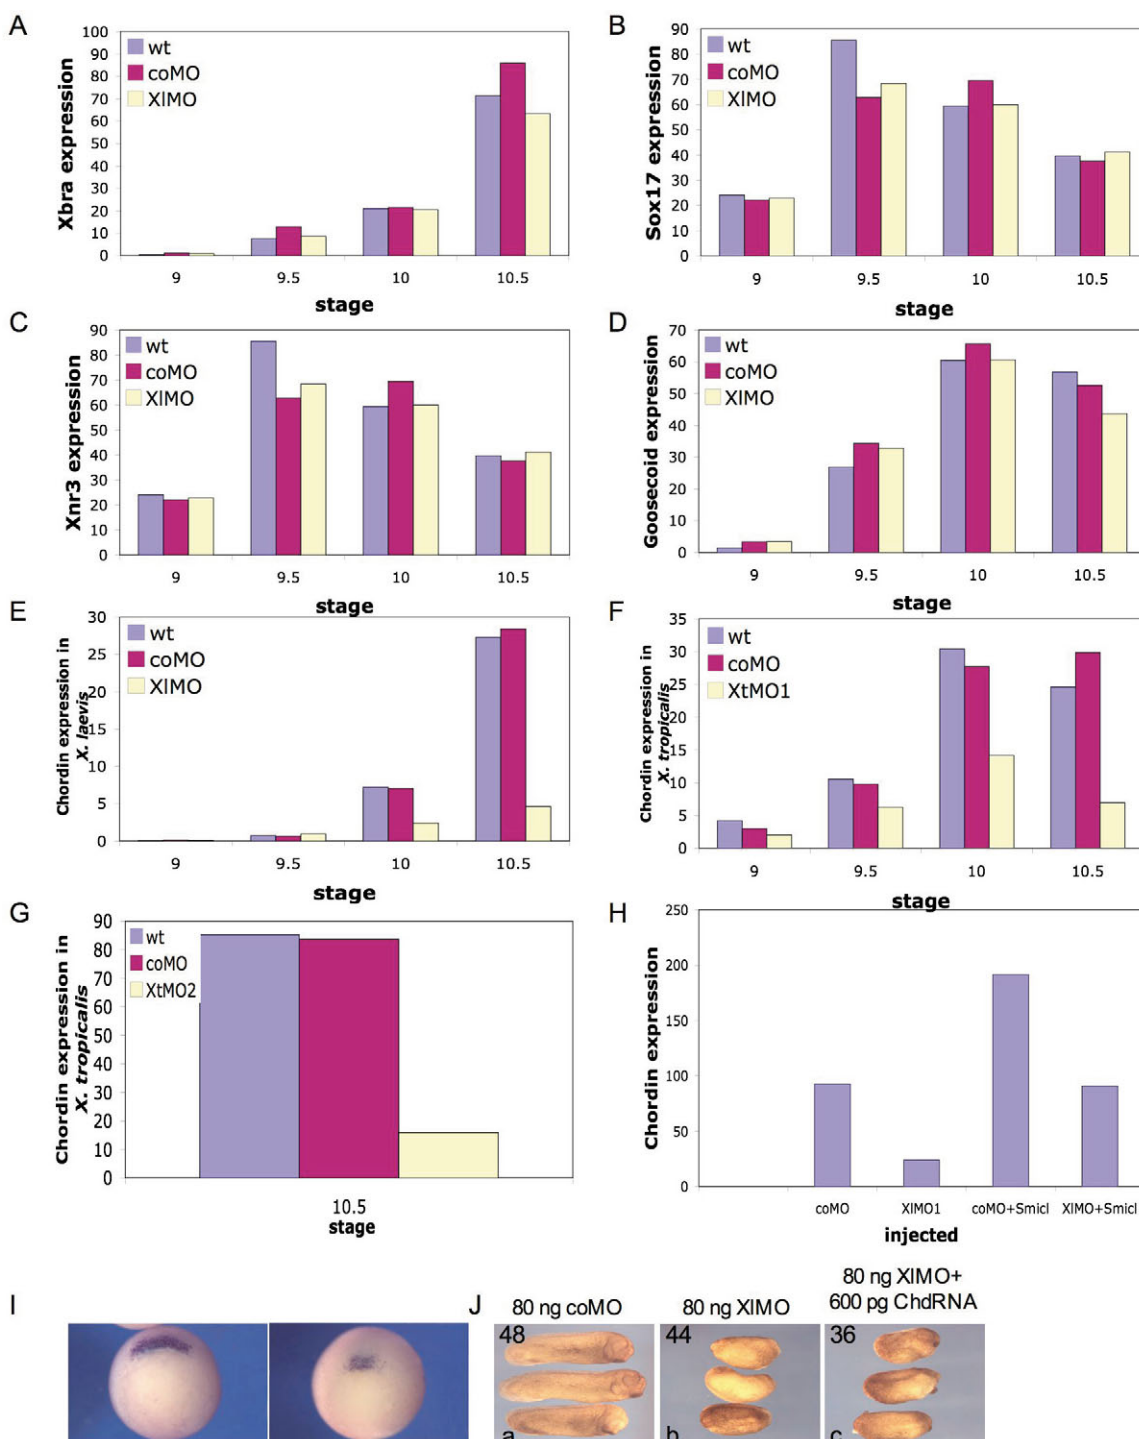 A
Xbra expression
100
90
80
70
60
50
40
30
20
10
0
wt
coMO
XlMO
9
9.5
10
10.5
stage
B
Sox17 expression
90
80
70
60
50
40
30
20
10
0
wt
coMO
XlMO
9
9.5
10
10.5
stage
C
Xnr3 expression
90
80
70
60
50
40
30
20
10
0
wt
coMO
XlMO
9
9.5
10
10.5
stage
D
Goosecoid expression
70
60
50
40
30
20
10
0
wt
coMO
XlMO
9
9.5
10
10.5
stage
E
Chordin expression in
X. laevis
30
25
20
15
10
5
0
wt
coMO
XlMO
9
9.5
10
10.5
stage
F
Chordin expression in
X. tropicalis
35
30
25
20
15
10
5
0
wt
coMO
XtMO1
9
9.5
10
10.5
stage
G
Chordin expression in
X. tropicalis
90
80
70
60
50
40
30
20
10
0
wt
coMO
XtMO2
10.5
stage
H
Chordin expression
250
200
150
100
50
0
coMO
XlMO1
coMO+Smicl
XlMO+Smicl
injected
I
J
80 ng coMO
80 ng XlMO
80 ng XlMO+
600 pg ChdRNA
48
44
36
a
b
c